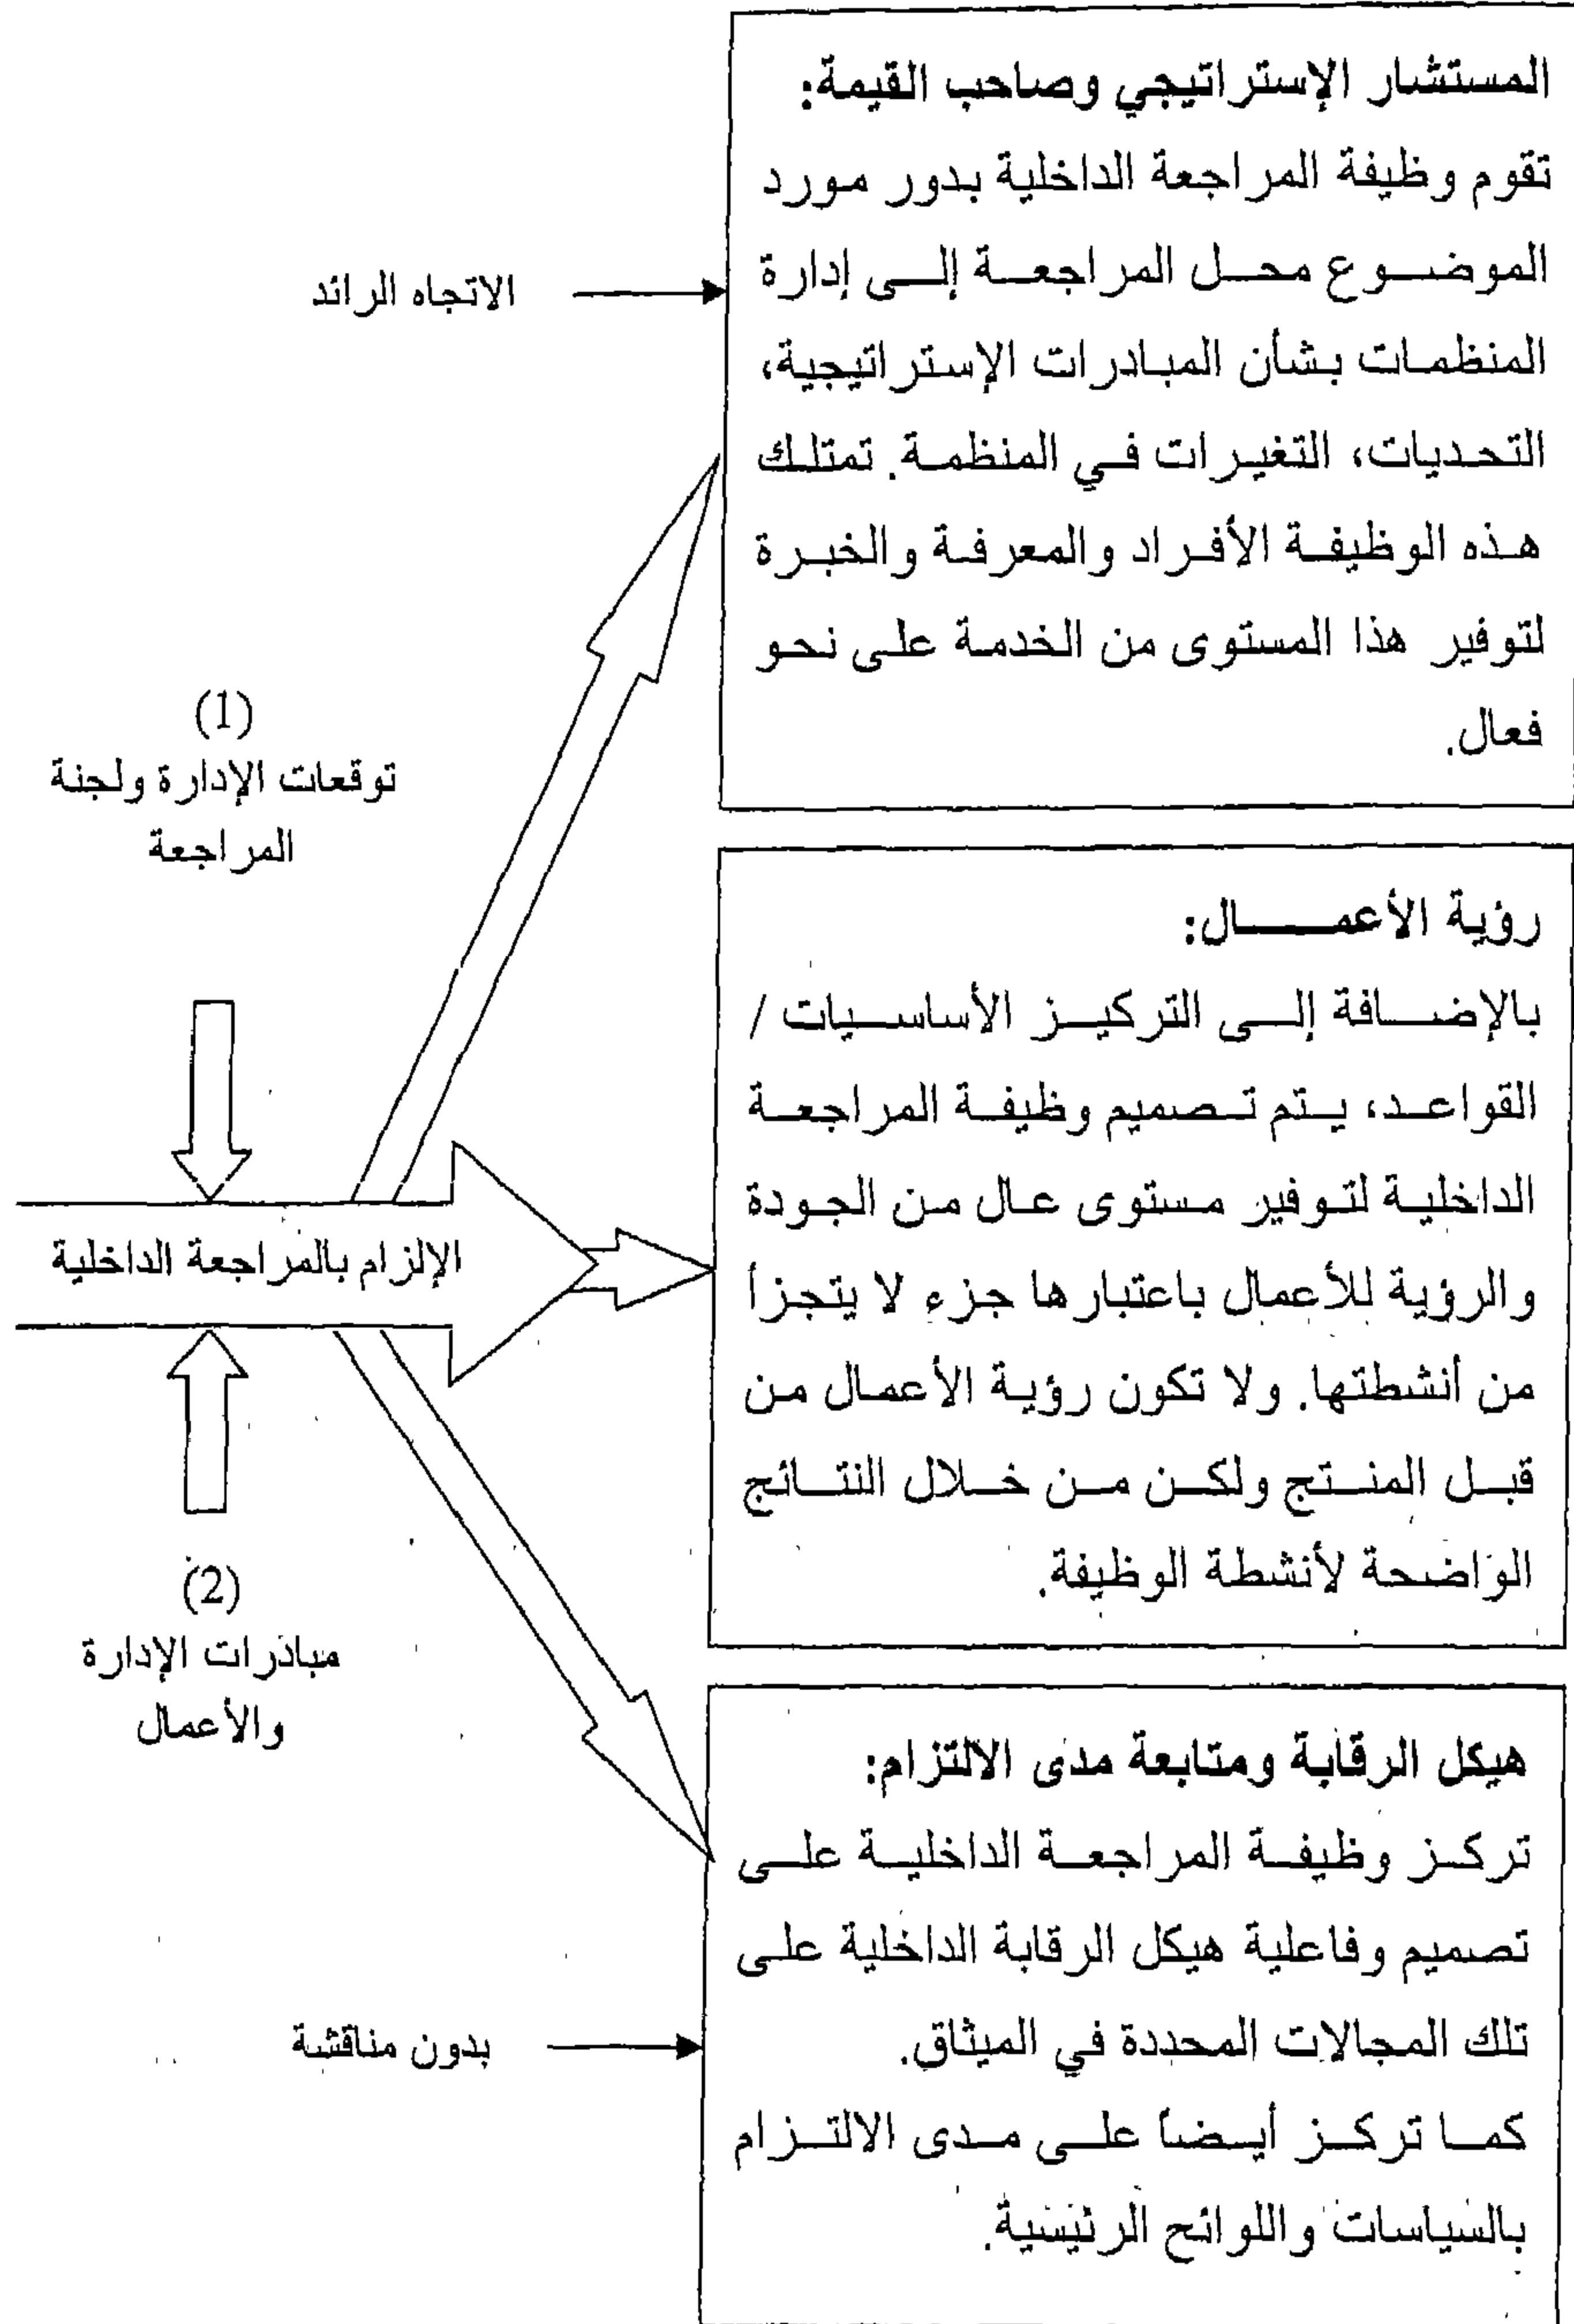 المستشار الإستراتيجي وصاحب القيمة:
تقوم وظيفة المراجعة الداخلية بدور مورد
الموضوع محل المراجعة إلى إدارة
المنظمات بشأن المبادرات الإستراتيجية،
التحديات، التغيرات في المنظمة. تمتلك
هذه الوظيفة الأفراد والمعرفة والخبرة
لتوفير هذا المستوى من الخدمة على نحو
فعال.
الاتجاه الرائد
(1)
توقعات الإدارة ولجنة
المراجعة
رؤية الأعمال:
بالإضافة إلى التركيز الأساسيات /
القواعد، يتم تصميم وظيفة المراجعة
الداخلية لتوفير مستوى عال من الجودة
والرؤية للأعمال باعتبارها جزء لا يتجزأ
من أنشطتها. ولا تكون رؤية الأعمال من
قبل المنتج ولكن من خلال النتائج
الواضحة لأنشطة الوظيفة.
الإلزام بالمراجعة الداخلية
(2)
مبادرات الإدارة
والأعمال
هيكل الرقابة ومتابعة مدى الالتزام:
تركز وظيفة المراجعة الداخلية على
تصميم وفاعلية هيكل الرقابة الداخلية على
تلك المجالات المحددة في الميثاق.
كما تركز أيضاً على مدى الالتزام
بالسياسات واللوائح الرئيسية.
بدون مناقشة